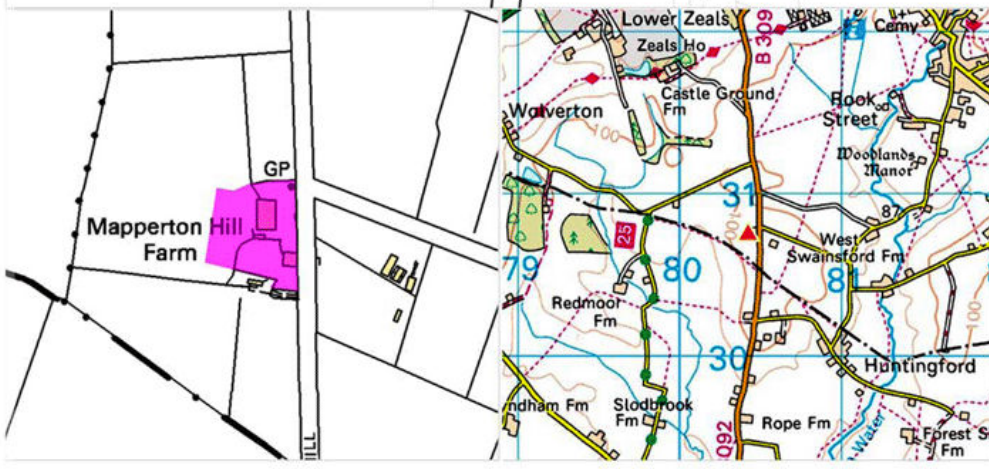 GP
Mapperton Hill
Farm
Lower Zeals
Zeals Ho
B 309
Cemy
Castle Ground
Fm
Wolverton
100
Rook
Street
Woodlands
Manor
31
87
25
100
West
Swainsford Fm
79
80
8
Redmoor
Fm
100
30
Huntingford
ndham Fm
Slodbrook
Fm
Rope Fm
Forest S
Fm
092
Water